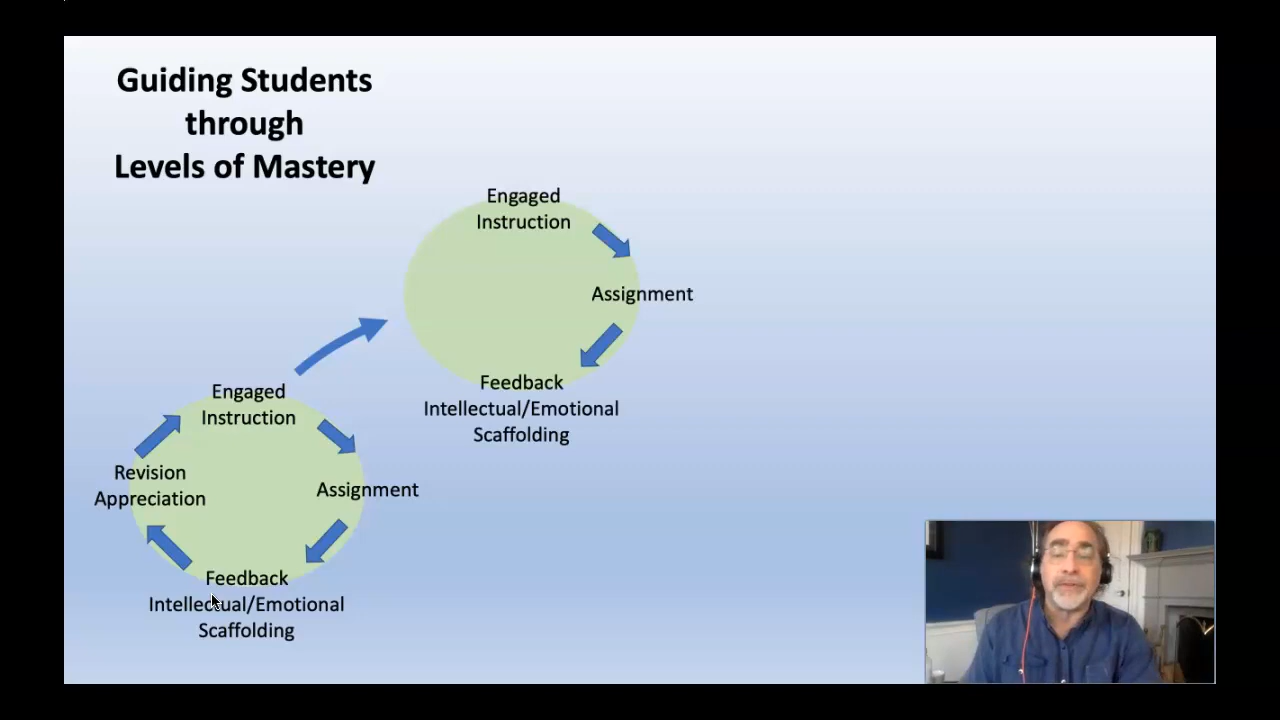 Guiding Students
through
Levels of Mastery
Engaged
Instruction
Assignment
Feedback
Intellectual/Emotional
Scaffolding
Engaged
Instruction
Assignment
Feedback
Intellectual/Emotional
Scaffolding
Revision
Appreciation